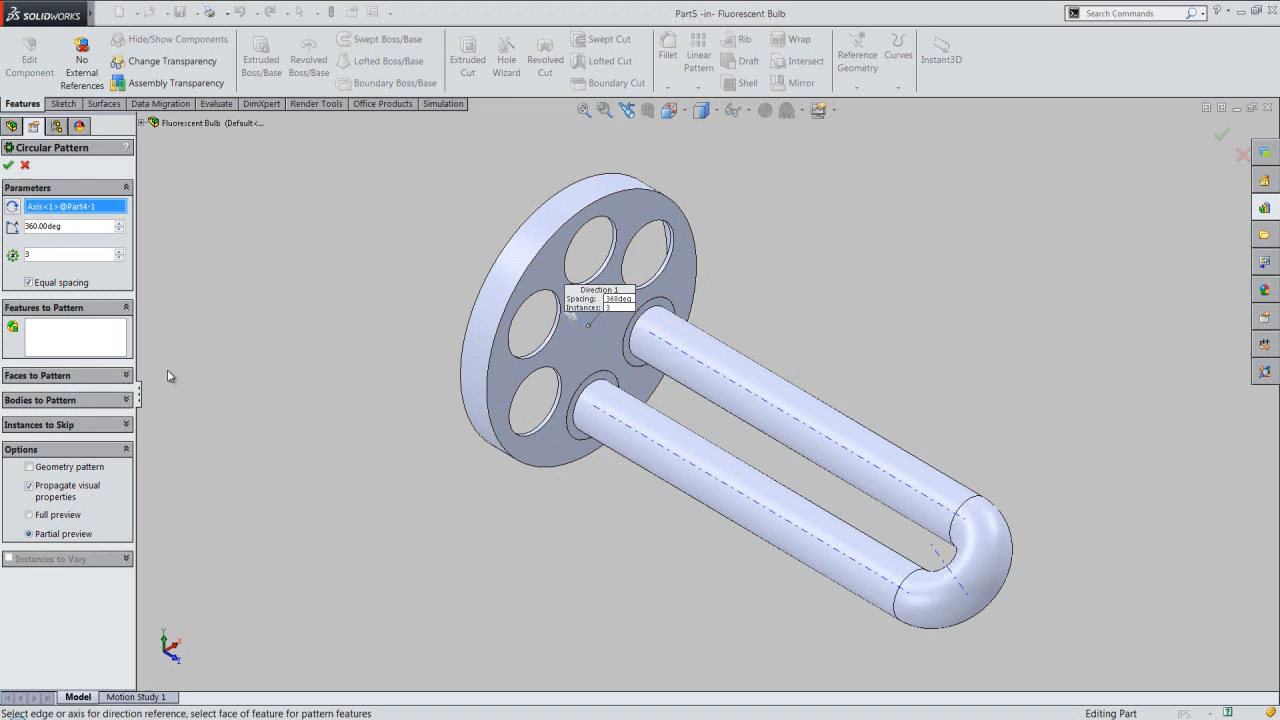 SOLIDWORKS
Part5 -in- Fluorescent Bulb
Search Commands
Edit
Component
No
External
References
Hide/Show Components
Change Transparency
Assembly Transparency
Extruded
Boss/Base
Revolved
Boss/Base
Swept Boss/Base
Lofted Boss/Base
Boundary Boss/Base
Extruded
Cut
Hole
Wizard
Revolved
Cut
Swept Cut
Lofted Cut
Boundary Cut
Fillet
Linear
Pattern
Rib
Draft
Shell
Wrap
Intersect
Mirror
Reference
Geometry
Curves
Instant3D
Features
Sketch
Surfaces
Data Migration
Evaluate
DimXpert
Render Tools
Office Products
Simulation
Fluorescent Bulb (Default<...
Circular Pattern
?
Parameters
Axis<1>@Part4-1
360.00deg
3
Equal spacing
Features to Pattern
Faces to Pattern
Bodies to Pattern
Instances to Skip
Options
Geometry pattern
Propagate visual
properties
Full preview
Partial preview
Instances to Vary
Direction 1
Spacing: 360deg
Instances: 3
Y
X
Z
Model
Motion Study 1
Select edge or axis for direction reference, select face of feature for pattern features
Editing Part
IPS